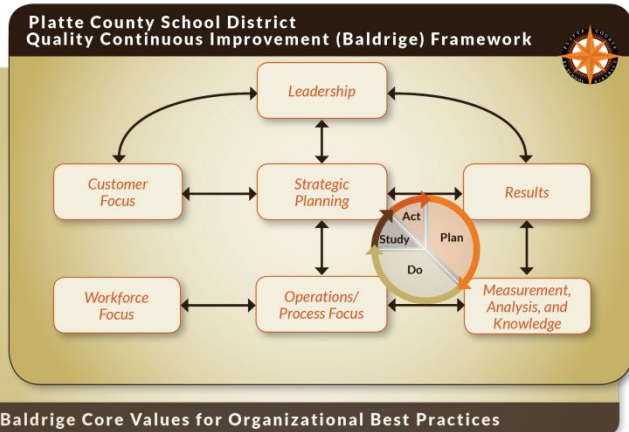 Platte County School District
Quality Continuous Improvement (Baldrige) Framework
Leadership
Customer
Focus
Strategic
Planning
Results
Act
Plan
Study
Do
Workforce
Focus
Operations/
Process Focus
Measurement,
Analysis, and
Knowledge
Baldrige Core Values for Organizational Best Practices